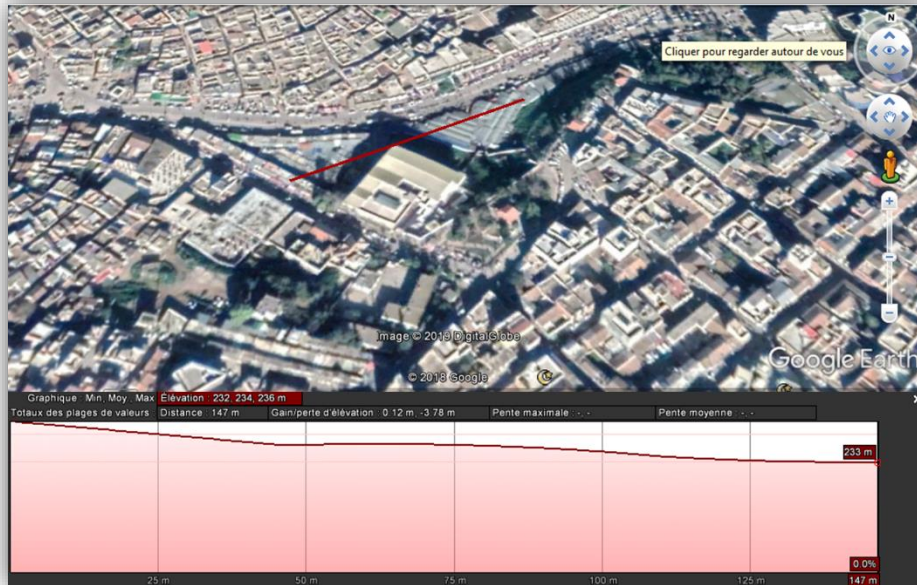 N
Cliquer pour regarder autour de vous
Image © 2019 DigitalGlobe
Google Earth
© 2018 Google
Graphique : Min, Moy., Max Élévation : 232, 234, 236 m
Totaux des plages de valeurs : Distance : 147 m Gain/perte d'élévation : 0.12 m, -3.78 m Pente maximale : -, - Pente moyenne : -, -
233 m
0.0%
25 m 50 m 75 m 100 m 125 m 147 m